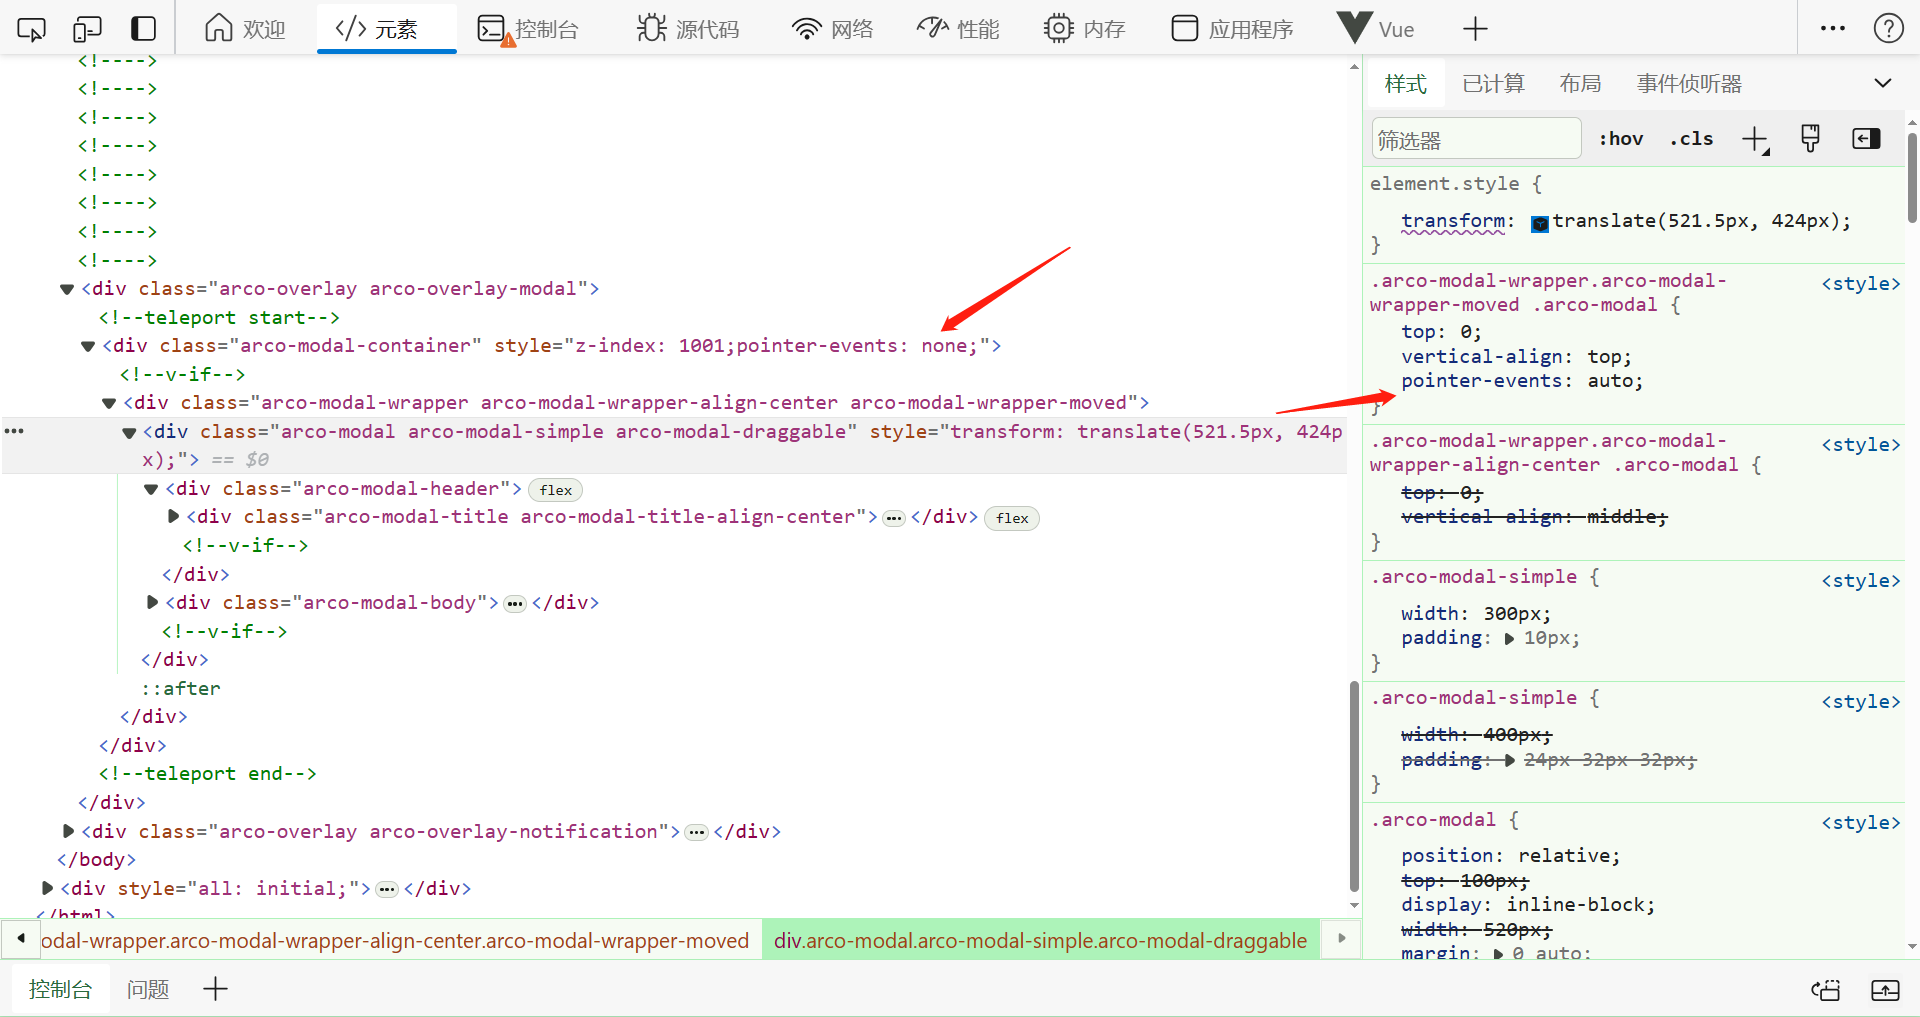 欢迎
元素
控制台
源代码
网络
性能
内存
应用程序
Vue
<!---->
<!---->
<!---->
<!---->
<!---->
<!---->
<!---->
<!---->
<div class="arco-overlay arco-overlay-modal">
<!--teleport start-->
<div class="arco-modal-container" style="z-index: 1001;pointer-events: none;">
<!--v-if-->
<div class="arco-modal-wrapper arco-modal-wrapper-align-center arco-modal-wrapper-moved">
<div class="arco-modal arco-modal-simple arco-modal-draggable" style="transform: translate(521.5px, 424p
x);"> == $0
<div class="arco-modal-header"> flex
<div class="arco-modal-title arco-modal-title-align-center"> ••• </div> flex
<!--v-if-->
</div>
<div class="arco-modal-body"> ••• </div>
<!--v-if-->
</div>
::after
</div>
</div>
<!--teleport end-->
</div>
<div class="arco-overlay arco-overlay-notification"> ••• </div>
</body>
<div style="all: initial;"> ••• </div>
</html>
odal-wrapper.arco-modal-wrapper-align-center.arco-modal-wrapper-moved
div.arco-modal.arco-modal-simple.arco-modal-draggable
样式
已计算
布局
事件侦听器
筛选器
:hov
.cls
element.style {
transform: translate(521.5px, 424px);
}
.arco-modal-wrapper.arco-modal- <style>
wrapper-moved .arco-modal {
top: 0;
vertical-align: top;
pointer-events: auto;
}
.arco-modal-wrapper.arco-modal- <style>
wrapper-align-center .arco-modal {
top: 0;
vertical-align: middle;
}
.arco-modal-simple { <style>
width: 300px;
padding: 10px;
}
.arco-modal-simple { <style>
width: 400px;
padding: 24px 32px 32px;
}
.arco-modal { <style>
position: relative;
top: 100px;
display: inline-block;
width: 520px;
margin: 0 auto;
控制台
问题